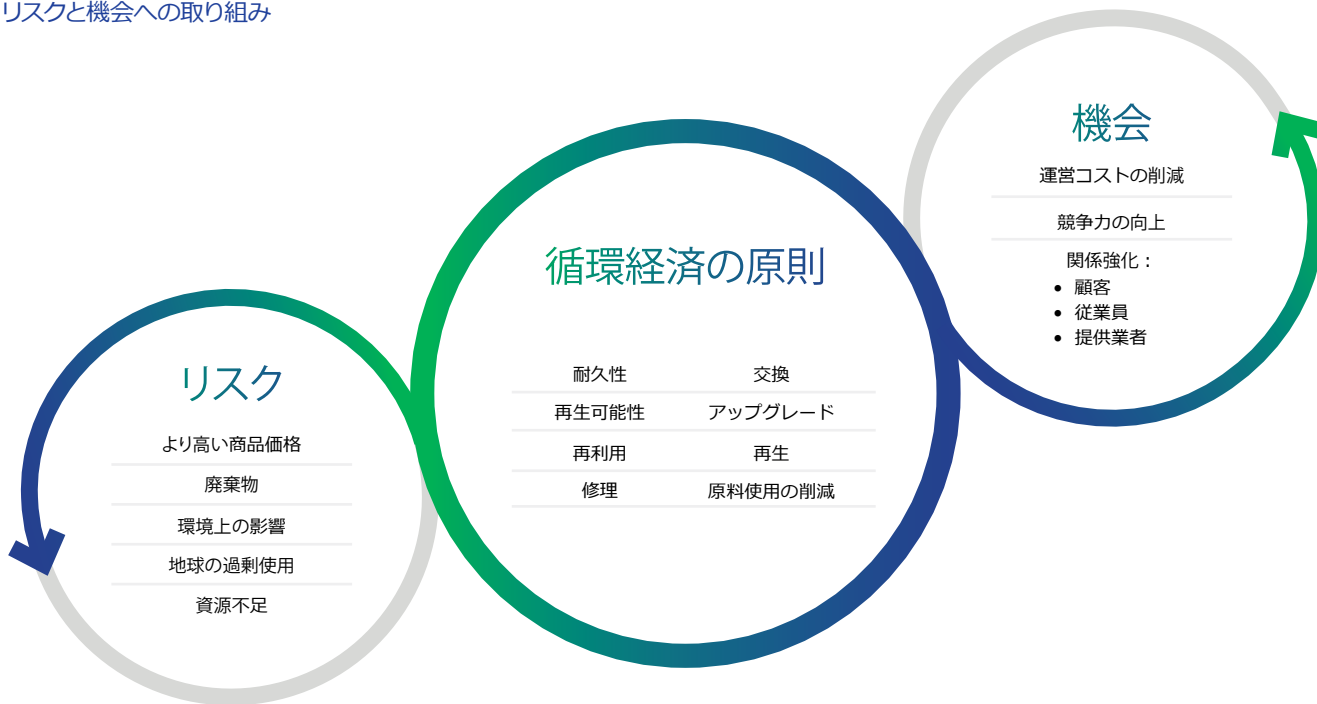 リスクと機会への取り組み
リスク
より高い商品価格
廃棄物
環境上の影響
地球の過剰使用
資源不足
循環経済の原則
耐久性 交換
再生可能性 アップグレード
再利用 再生
修理 原料使用の削減
機会
運営コストの削減
競争力の向上
関係強化：
• 顧客
• 従業員
• 提供業者